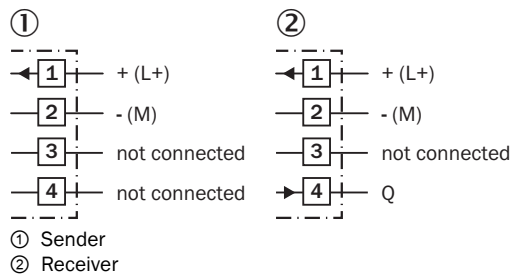 ① ②
1 + (L+) 1 + (L+)
2 - (M) 2 - (M)
3 not connected 3 not connected
4 not connected 4 Q
① Sender
② Receiver